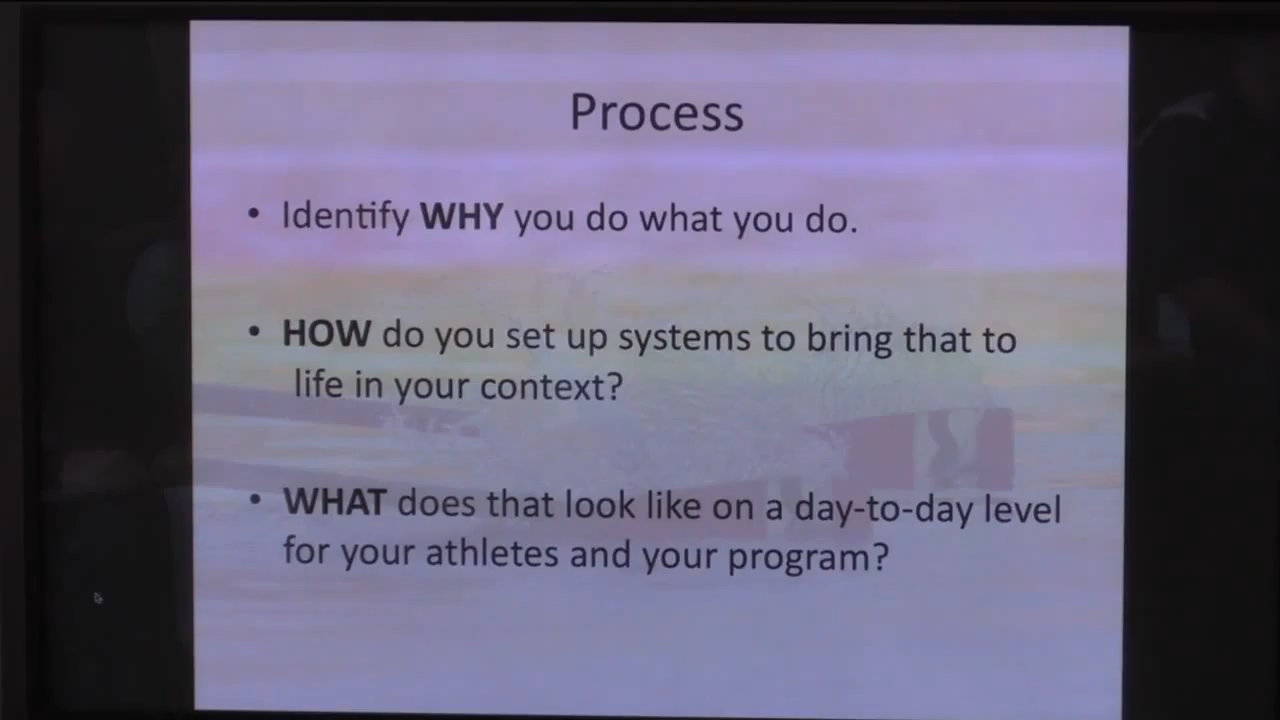 Process
• Identify WHY you do what you do.
• HOW do you set up systems to bring that to
life in your context?
• WHAT does that look like on a day-to-day level
for your athletes and your program?